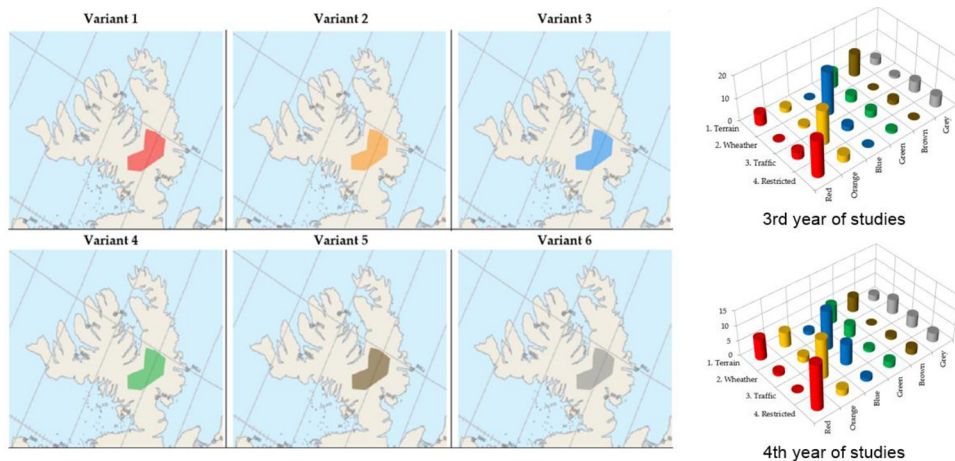 Variant 1
Variant 2
Variant 3
Variant 4
Variant 5
Variant 6
20
10
0
1. Terrain
2. Wheather
3. Traffic
4. Restricted
Red
Orange
Blue
Green
Brown
Grey
3rd year of studies
15
10
5
0
1. Terrain
2. Wheather
3. Traffic
4. Restricted
Red
Orange
Blue
Green
Brown
Grey
4th year of studies